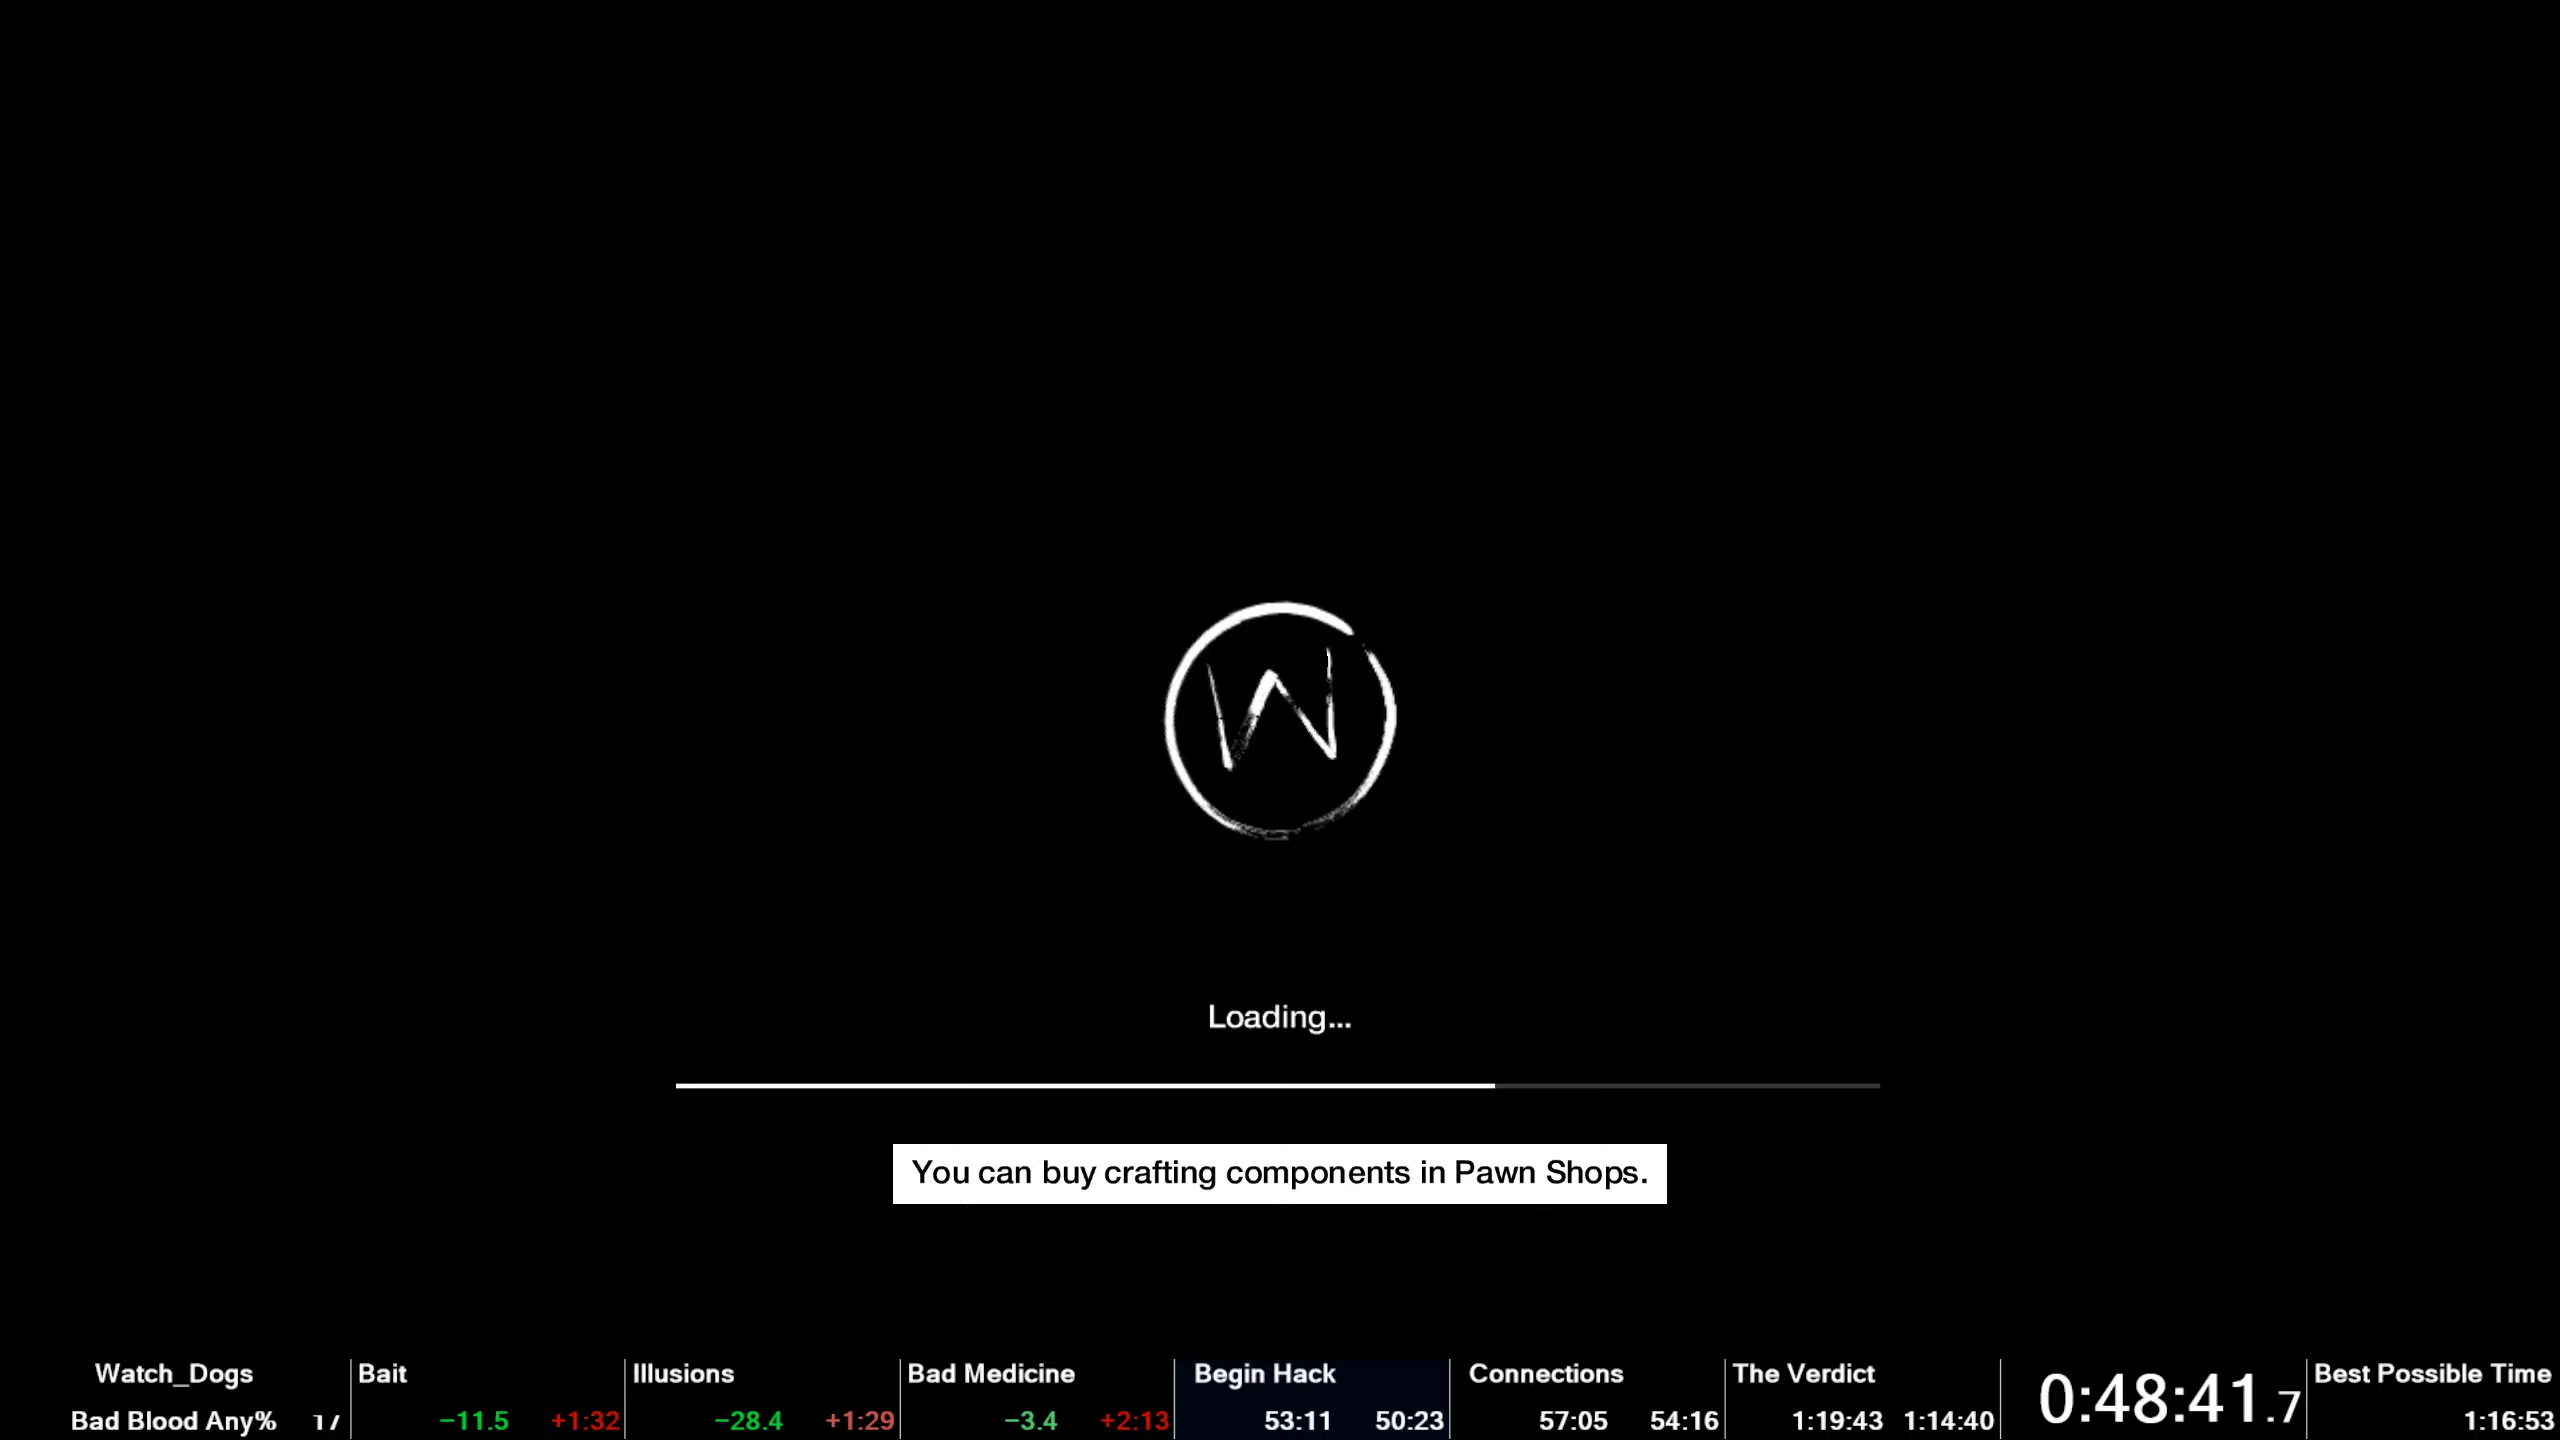 Loading...
You can buy crafting components in Pawn Shops.
Watch_Dogs
Bad Blood Any% 17
Bait
−11.5 +1:32
Illusions
−28.4 +1:29
Bad Medicine
−3.4 +2:13
Begin Hack
53:11 50:23
Connections
57:05 54:16
The Verdict
1:19:43 1:14:40
0:48:41.7
Best Possible Time
1:16:53